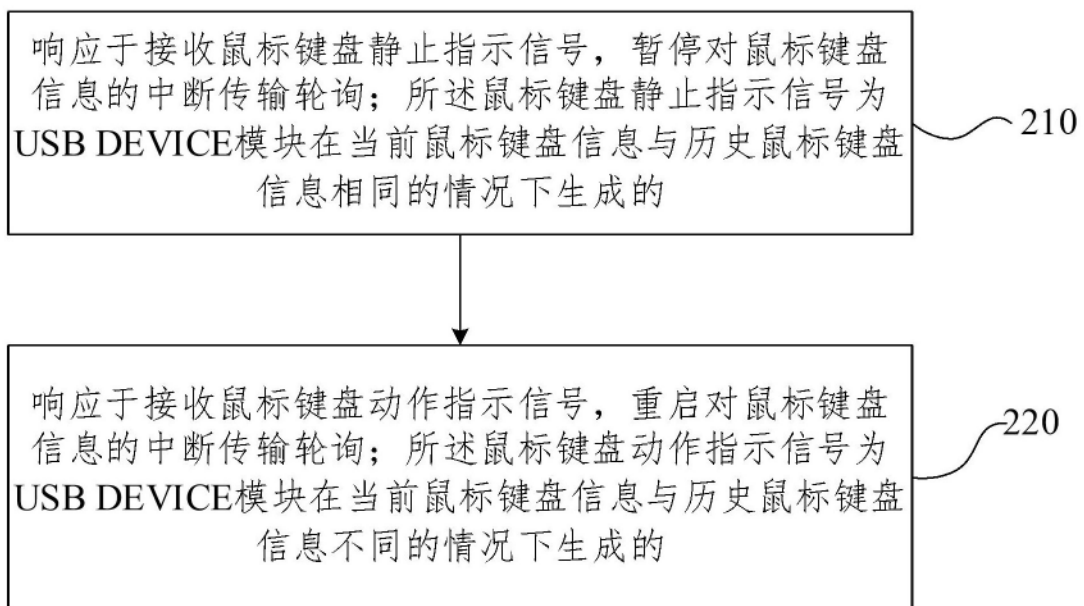 响应于接收鼠标键盘静止指示信号，暂停对鼠标键盘
信息的中断传输轮询；所述鼠标键盘静止指示信号为
USB DEVICE模块在当前鼠标键盘信息与历史鼠标键盘
信息相同的情况下生成的
210
响应于接收鼠标键盘动作指示信号，重启对鼠标键盘
信息的中断传输轮询；所述鼠标键盘动作指示信号为
USB DEVICE模块在当前鼠标键盘信息与历史鼠标键盘
信息不同的情况下生成的
220